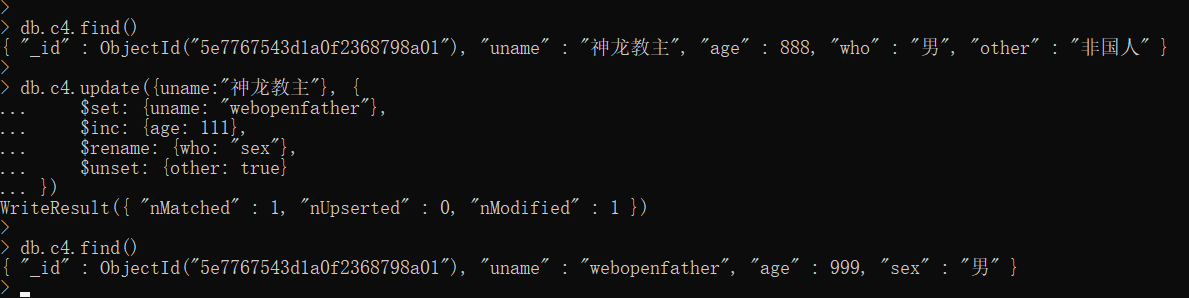 >
> db.c4.find()
{ "_id" : ObjectId("5e7767543d1a0f2368798a01"), "uname" : "神龙教主", "age" : 888, "who" : "男", "other" : "非国人" }
>
> db.c4.update({uname:"神龙教主"}, {
...     $set: {uname: "webopenfather"},
...     $inc: {age: 111},
...     $rename: {who: "sex"},
...     $unset: {other: true}
... })
WriteResult({ "nMatched" : 1, "nUpserted" : 0, "nModified" : 1 })
>
> db.c4.find()
{ "_id" : ObjectId("5e7767543d1a0f2368798a01"), "uname" : "webopenfather", "age" : 999, "sex" : "男" }
>